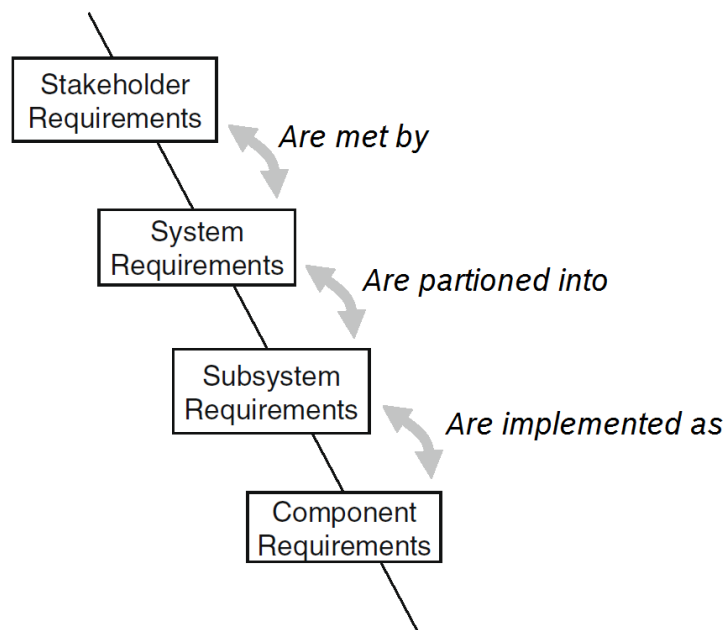 Stakeholder
Requirements
Are met by
System
Requirements
Are partioned into
Subsystem
Requirements
Are implemented as
Component
Requirements